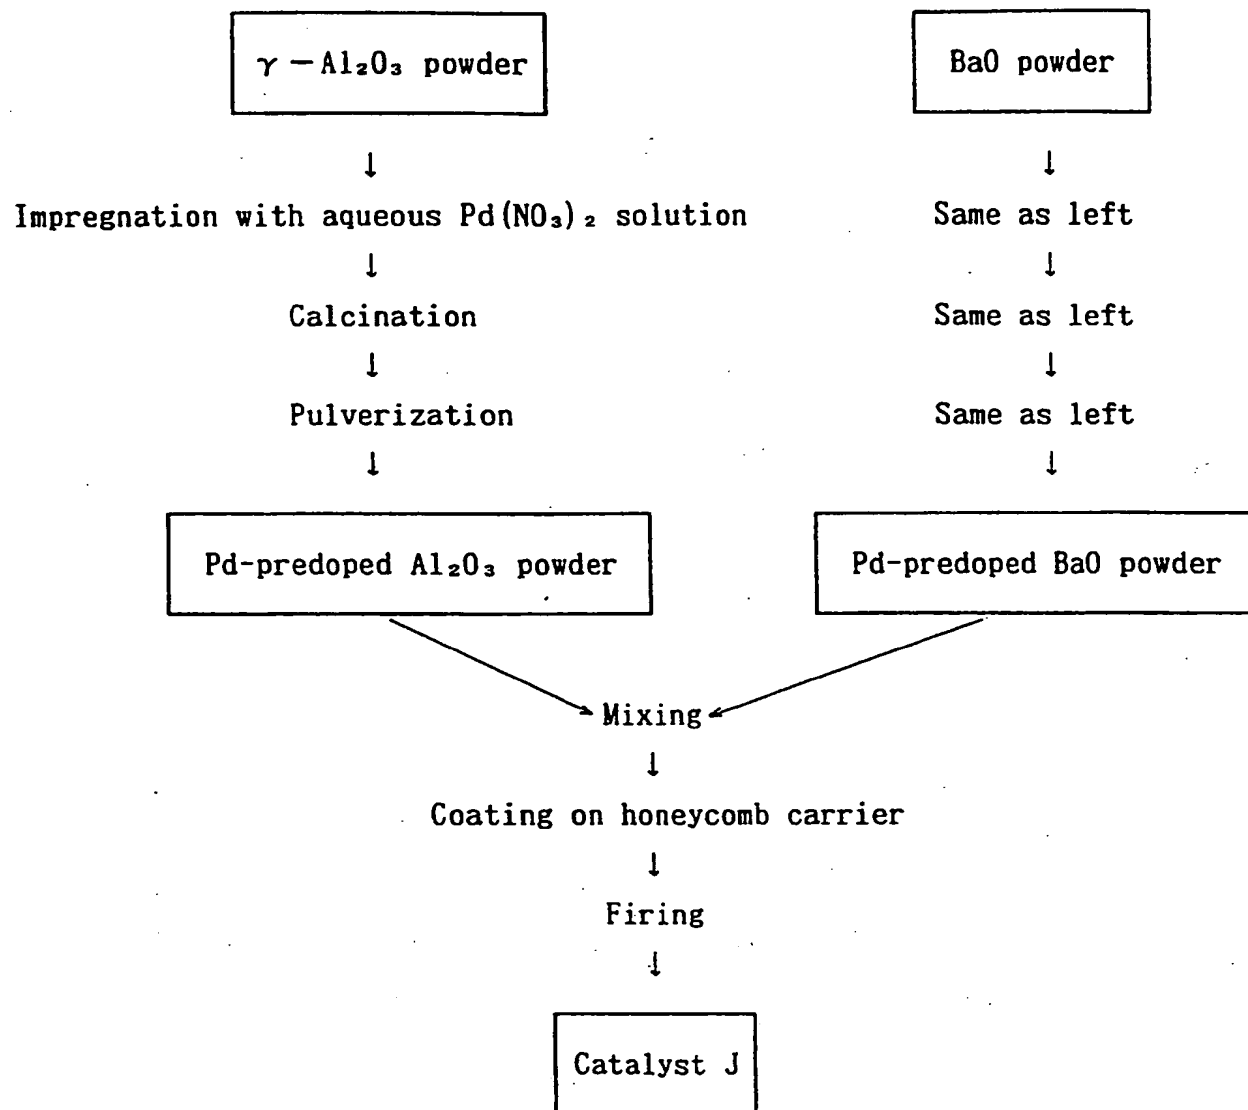 γ-Al₂O₃ powder BaO powder
↓ ↓
Impregnation with aqueous Pd(NO₃)₂ solution Same as left
↓ ↓
Calcination Same as left
↓ ↓
Pulverization Same as left
↓ ↓
Pd-predoped Al₂O₃ powder Pd-predoped BaO powder
Mixing
↓
Coating on honeycomb carrier
↓
Firing
↓
Catalyst J